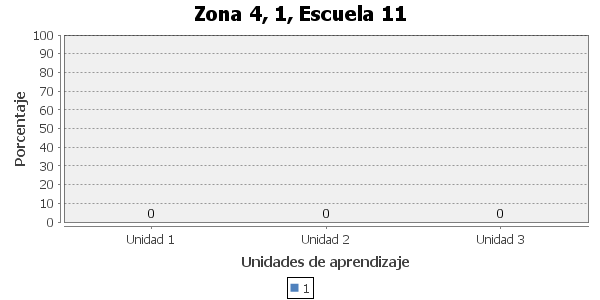 Zona 4, 1, Escuela 11
Porcentaje
100
90
80
70
60
50
40
30
20
10
0
0 0 0
Unidad 1 Unidad 2 Unidad 3
Unidades de aprendizaje
1